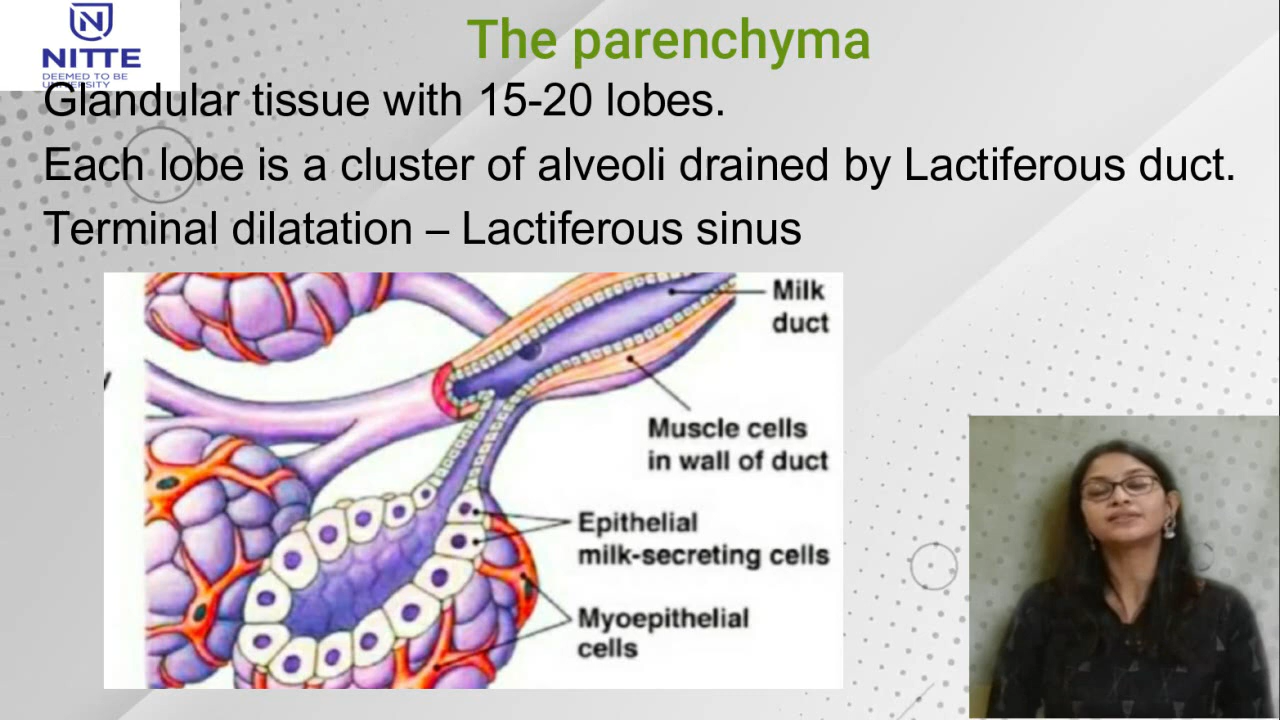 NITTE
DEEMED TO BE
UNIVERSITY
The parenchyma
Glandular tissue with 15-20 lobes.
Each lobe is a cluster of alveoli drained by Lactiferous duct.
Terminal dilatation – Lactiferous sinus
Milk
duct
Muscle cells
in wall of duct
Epithelial
milk-secreting cells
Myoepithelial
cells